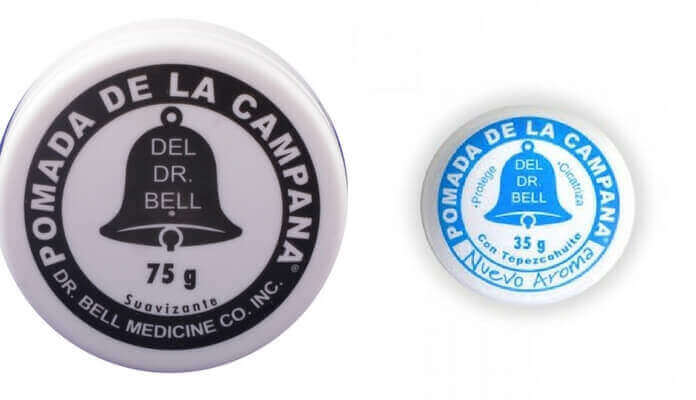 POMADA DE LA CAMPANA®
DEL
DR.
BELL
75 g
Suavizante
DR. BELL MEDICINE CO. INC.
POMADA DE LA CAMPANA®
•Protege
•Cicatriza
DEL
DR.
BELL
35 g
Con Tepezcohuite
Nuevo Aroma